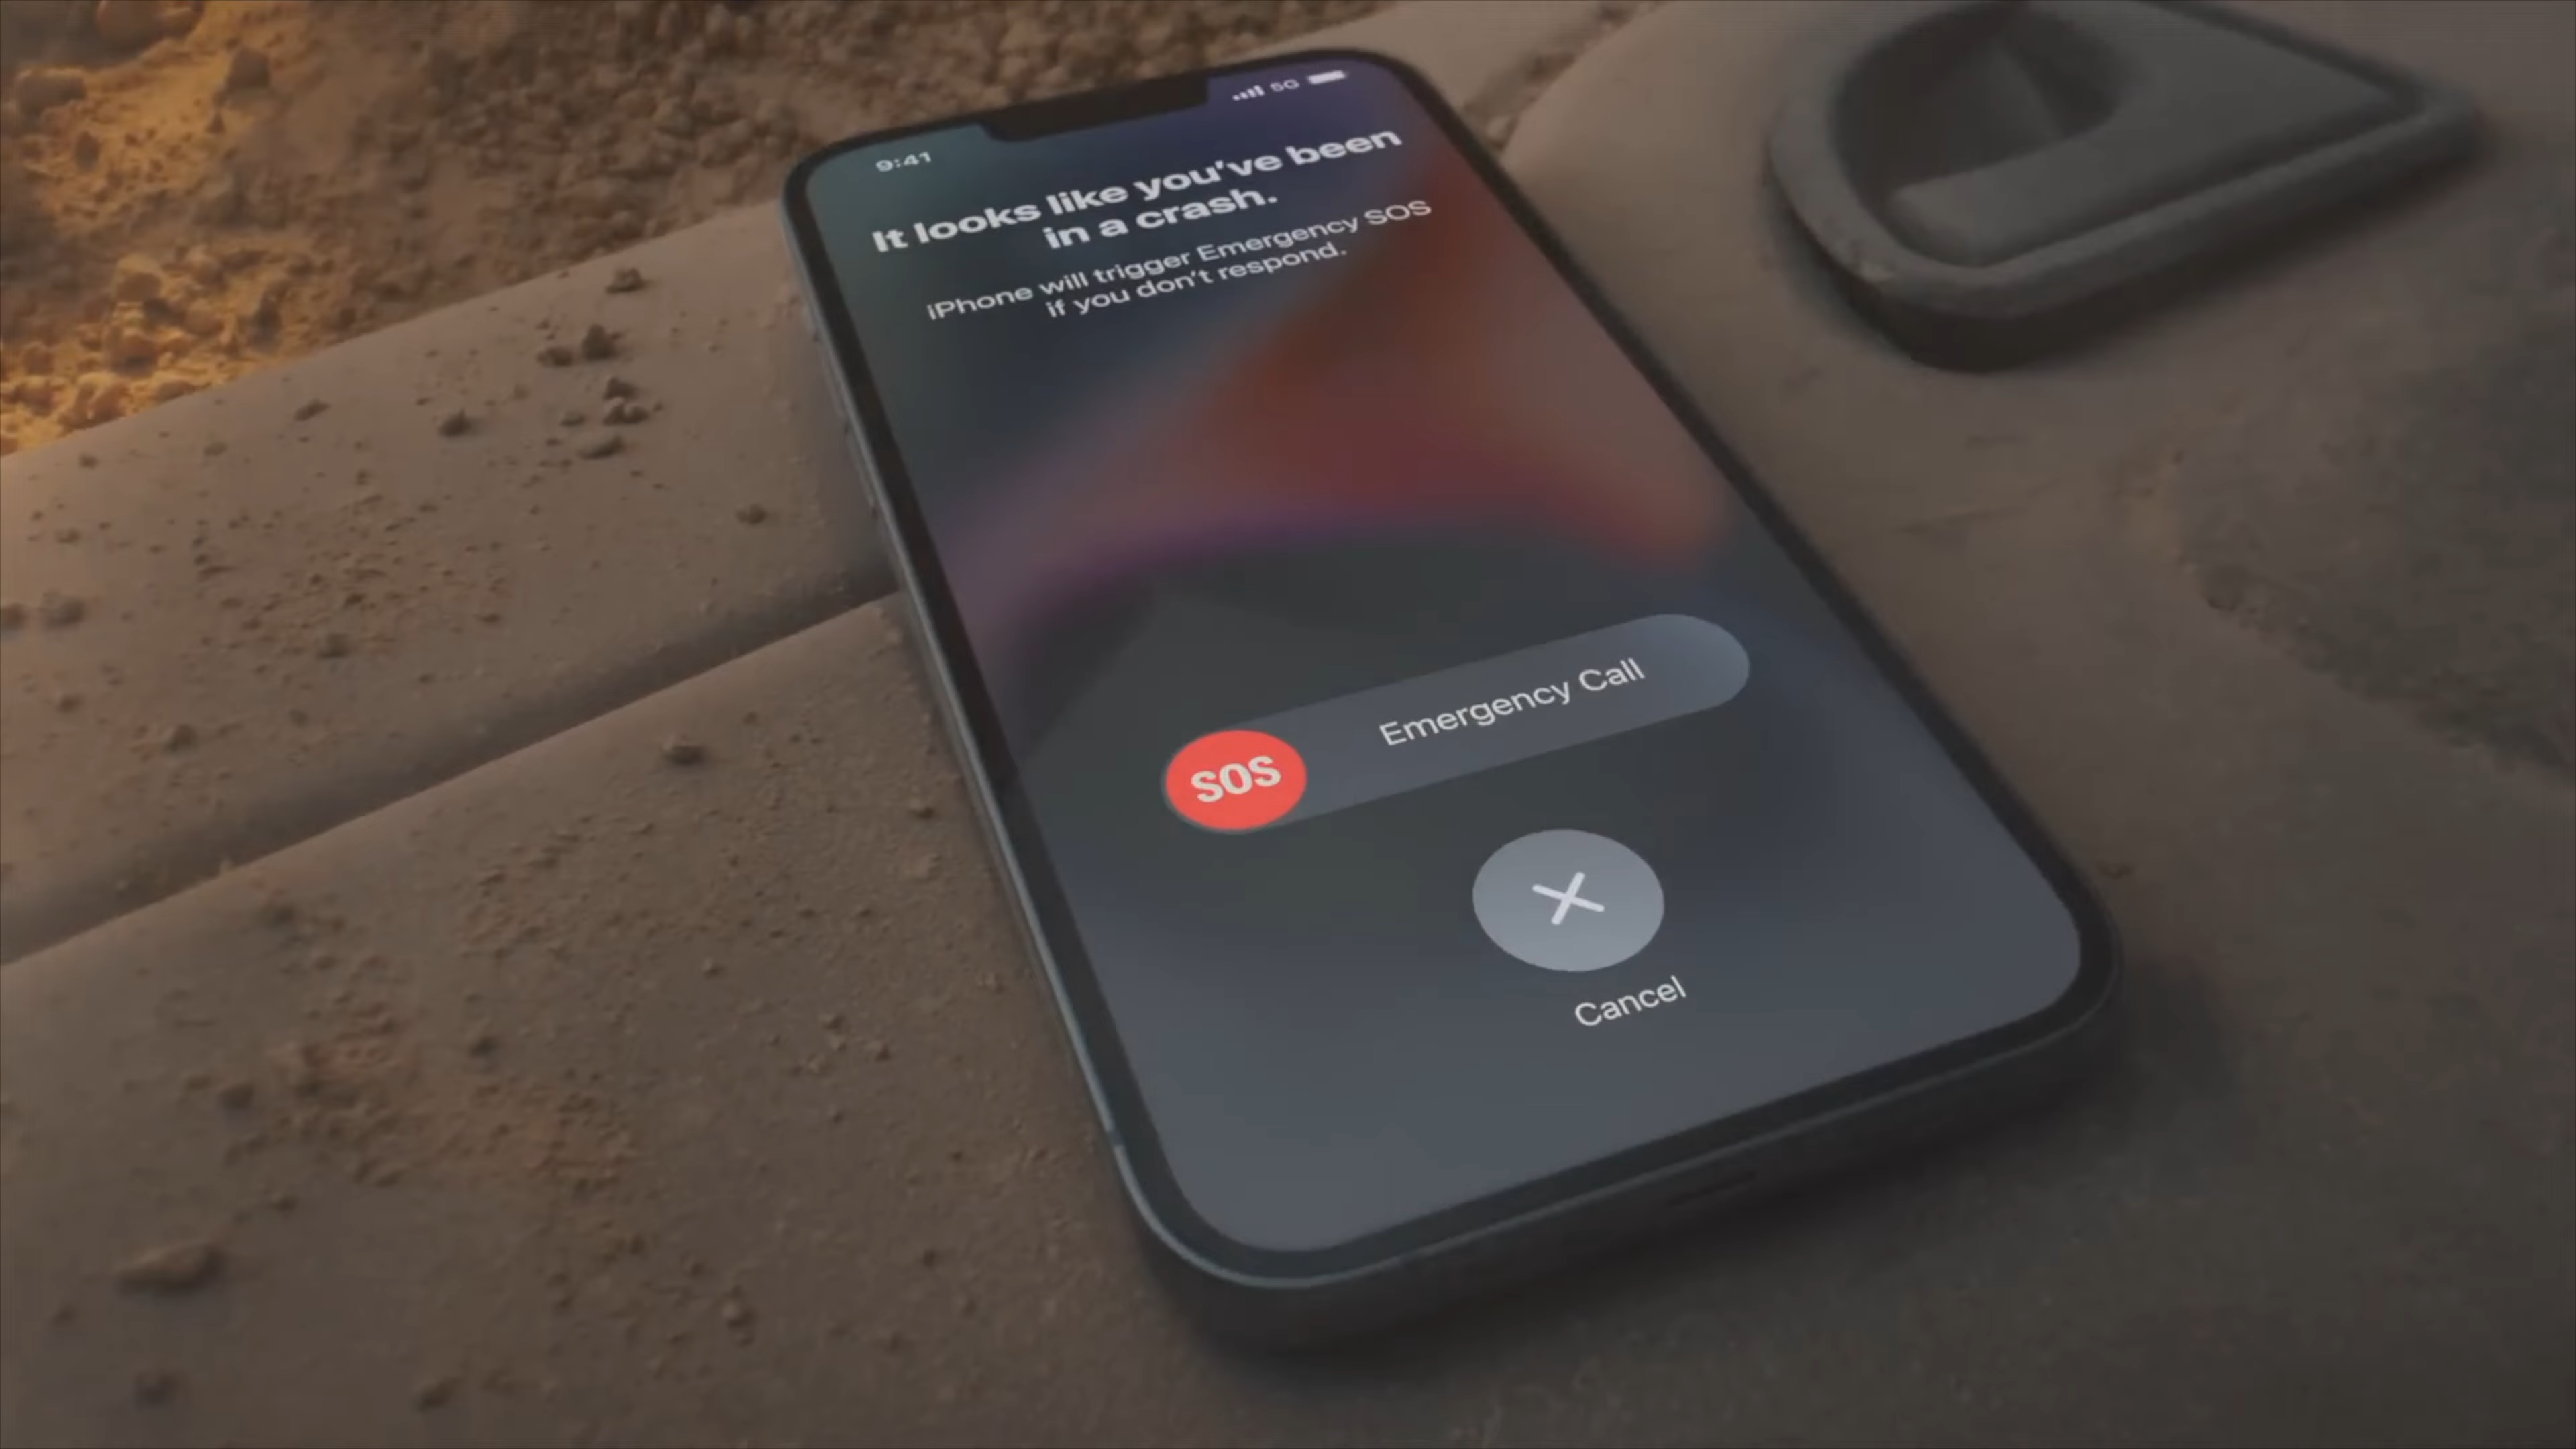 9:41
5G
It looks like you've been
in a crash.
iPhone will trigger Emergency SOS
if you don't respond.
SOS
Emergency Call
Cancel